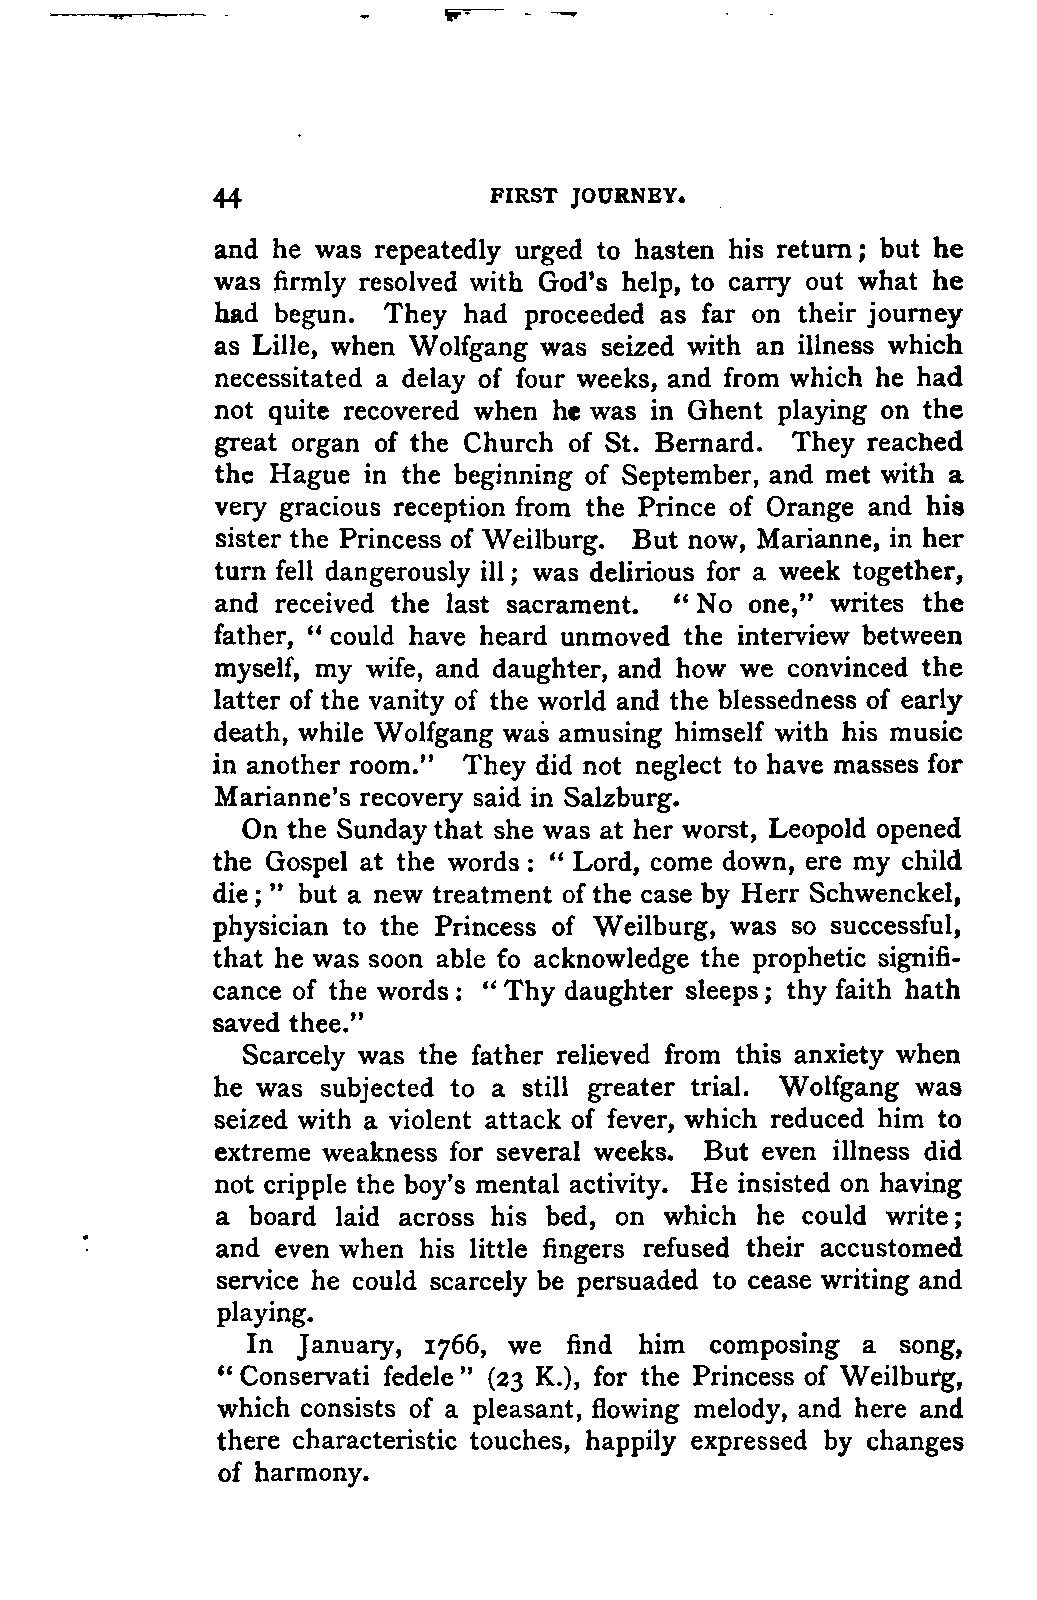 44 FIRST JOURNEY.
and he was repeatedly urged to hasten his return; but he
was firmly resolved with God's help, to carry out what he
had begun. They had proceeded as far on their journey
as Lille, when Wolfgang was seized with an illness which
necessitated a delay of four weeks, and from which he had
not quite recovered when he was in Ghent playing on the
great organ of the Church of St. Bernard. They reached
the Hague in the beginning of September, and met with a
very gracious reception from the Prince of Orange and his
sister the Princess of Weilburg. But now, Marianne, in her
turn fell dangerously ill; was delirious for a week together,
and received the last sacrament. "No one," writes the
father, "could have heard unmoved the interview between
myself, my wife, and daughter, and how we convinced the
latter of the vanity of the world and the blessedness of early
death, while Wolfgang was amusing himself with his music
in another room." They did not neglect to have masses for
Marianne's recovery said in Salzburg.
On the Sunday that she was at her worst, Leopold opened
the Gospel at the words: "Lord, come down, ere my child
die;" but a new treatment of the case by Herr Schwenckel,
physician to the Princess of Weilburg, was so successful,
that he was soon able to acknowledge the prophetic signifi-
cance of the words: "Thy daughter sleeps; thy faith hath
saved thee."
Scarcely was the father relieved from this anxiety when
he was subjected to a still greater trial. Wolfgang was
seized with a violent attack of fever, which reduced him to
extreme weakness for several weeks. But even illness did
not cripple the boy's mental activity. He insisted on having
a board laid across his bed, on which he could write;
and even when his little fingers refused their accustomed
service he could scarcely be persuaded to cease writing and
playing.
In January, 1766, we find him composing a song,
"Conservati fedele" (23 K.), for the Princess of Weilburg,
which consists of a pleasant, flowing melody, and here and
there characteristic touches, happily expressed by changes
of harmony.